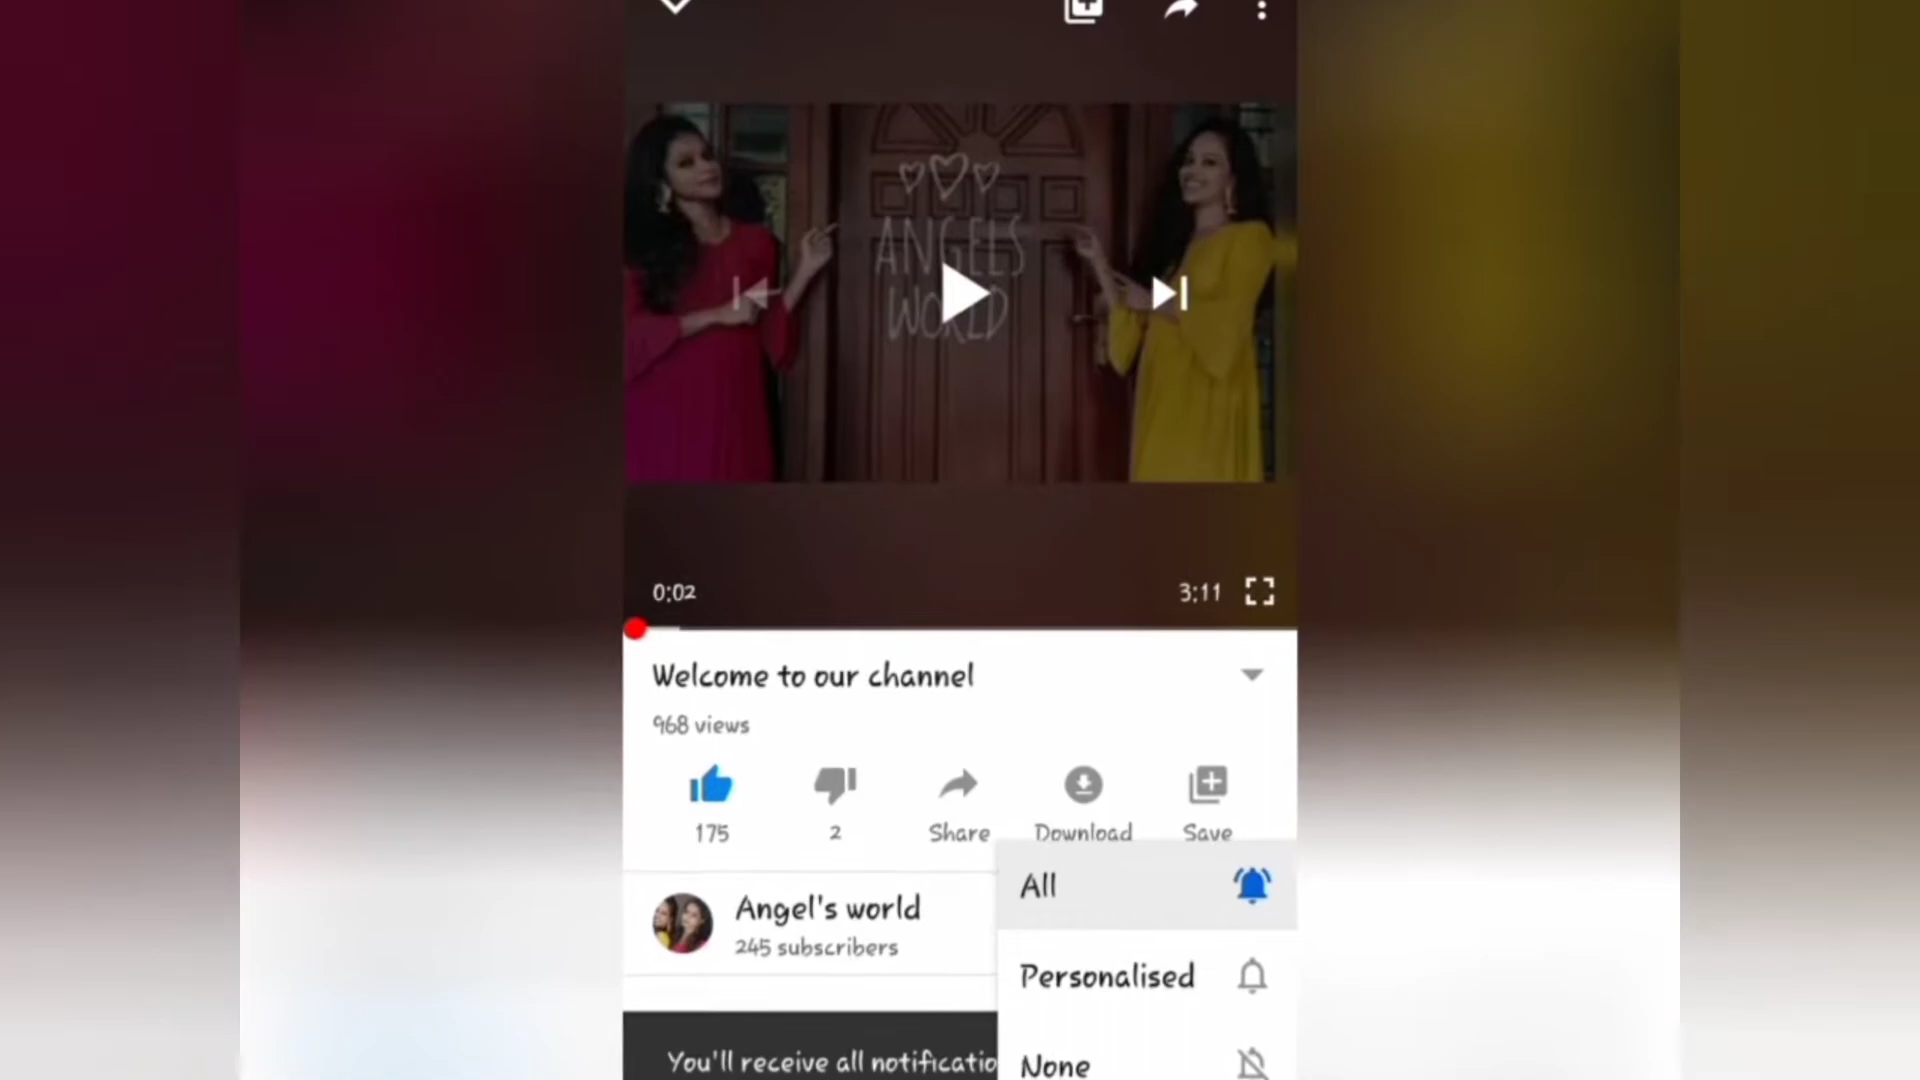 ANGELS
WORLD
0:02
3:11
Welcome to our channel
968 views
175
2
Share
Download
Save
All
Angel's world
245 subscribers
Personalised
You'll receive all notificatio
None